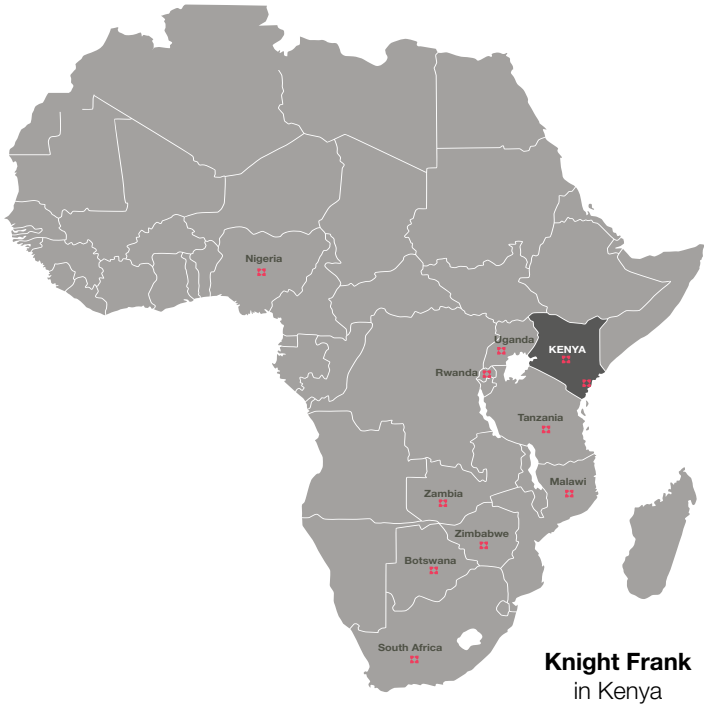 Nigeria
Uganda
KENYA
Rwanda
Tanzania
Malawi
Zambia
Zimbabwe
Botswana
South Africa
Knight Frank
in Kenya